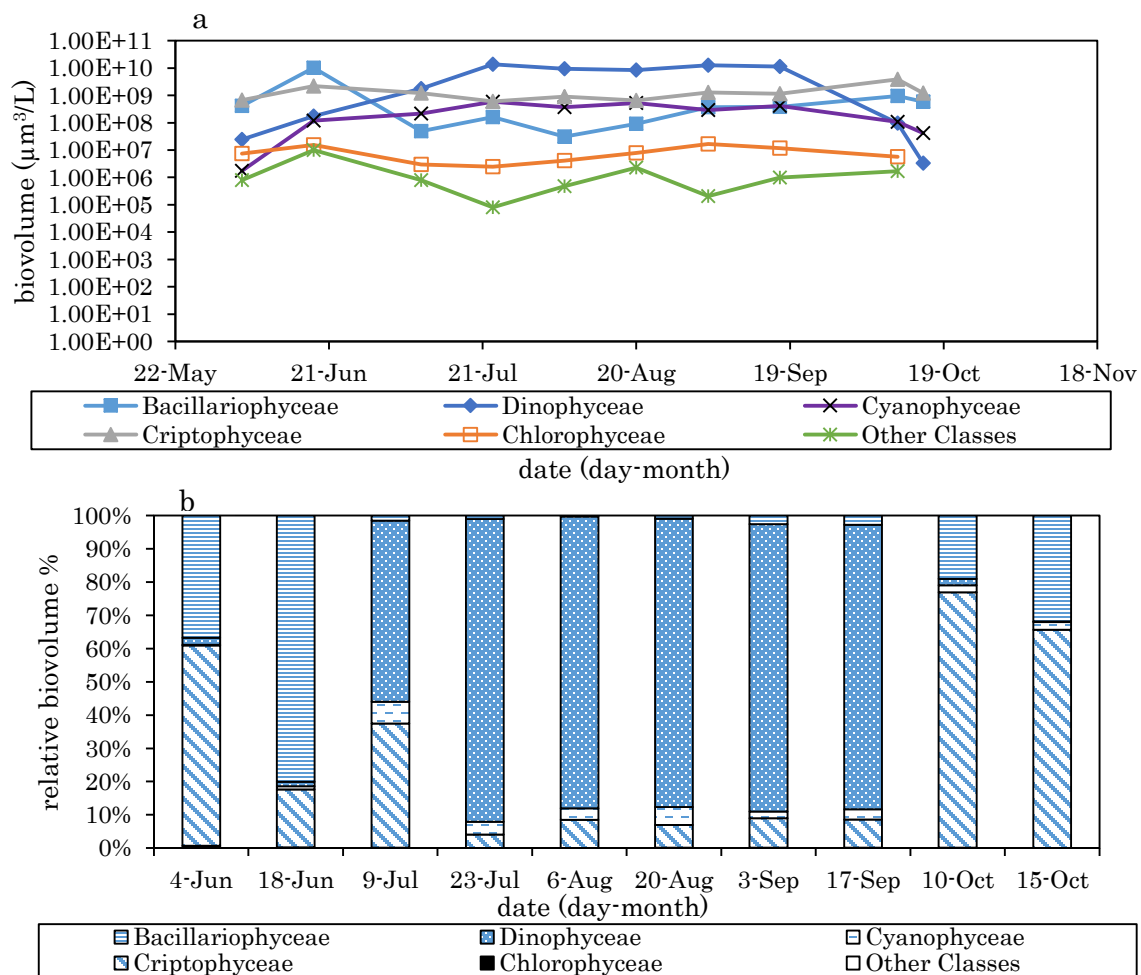 a
1.00E+11
1.00E+10
1.00E+09
1.00E+08
1.00E+07
1.00E+06
1.00E+05
1.00E+04
1.00E+03
1.00E+02
1.00E+01
1.00E+00
biovolume (µm³/L)
22-May 21-Jun 21-Jul 20-Aug 19-Sep 19-Oct 18-Nov
Bacillariophyceae Dinophyceae Cyanophyceae
Criptophyceae Chlorophyceae Other Classes
date (day-month)
b
100%
90%
80%
70%
60%
50%
40%
30%
20%
10%
0%
relative biovolume %
4-Jun 18-Jun 9-Jul 23-Jul 6-Aug 20-Aug 3-Sep 17-Sep 10-Oct 15-Oct
date (day-month)
Bacillariophyceae Dinophyceae Cyanophyceae
Criptophyceae Chlorophyceae Other Classes